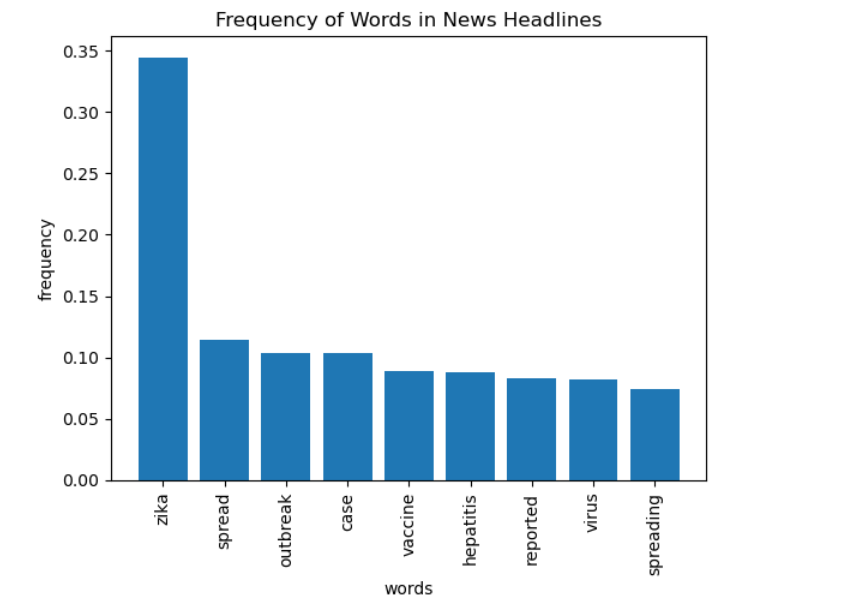 Frequency of Words in News Headlines
0.35
0.30
0.25
0.20
0.15
0.10
0.05
0.00
frequency
zika
spread
outbreak
case
vaccine
hepatitis
reported
virus
spreading
words